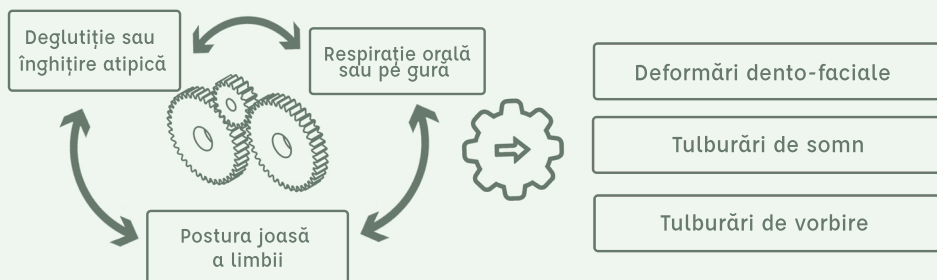 Deglutiție sau
înghițire atipică
Respirație orală
sau pe gură
Postura joasă
a limbii
Deformări dento-faciale
Tulburări de somn
Tulburări de vorbire